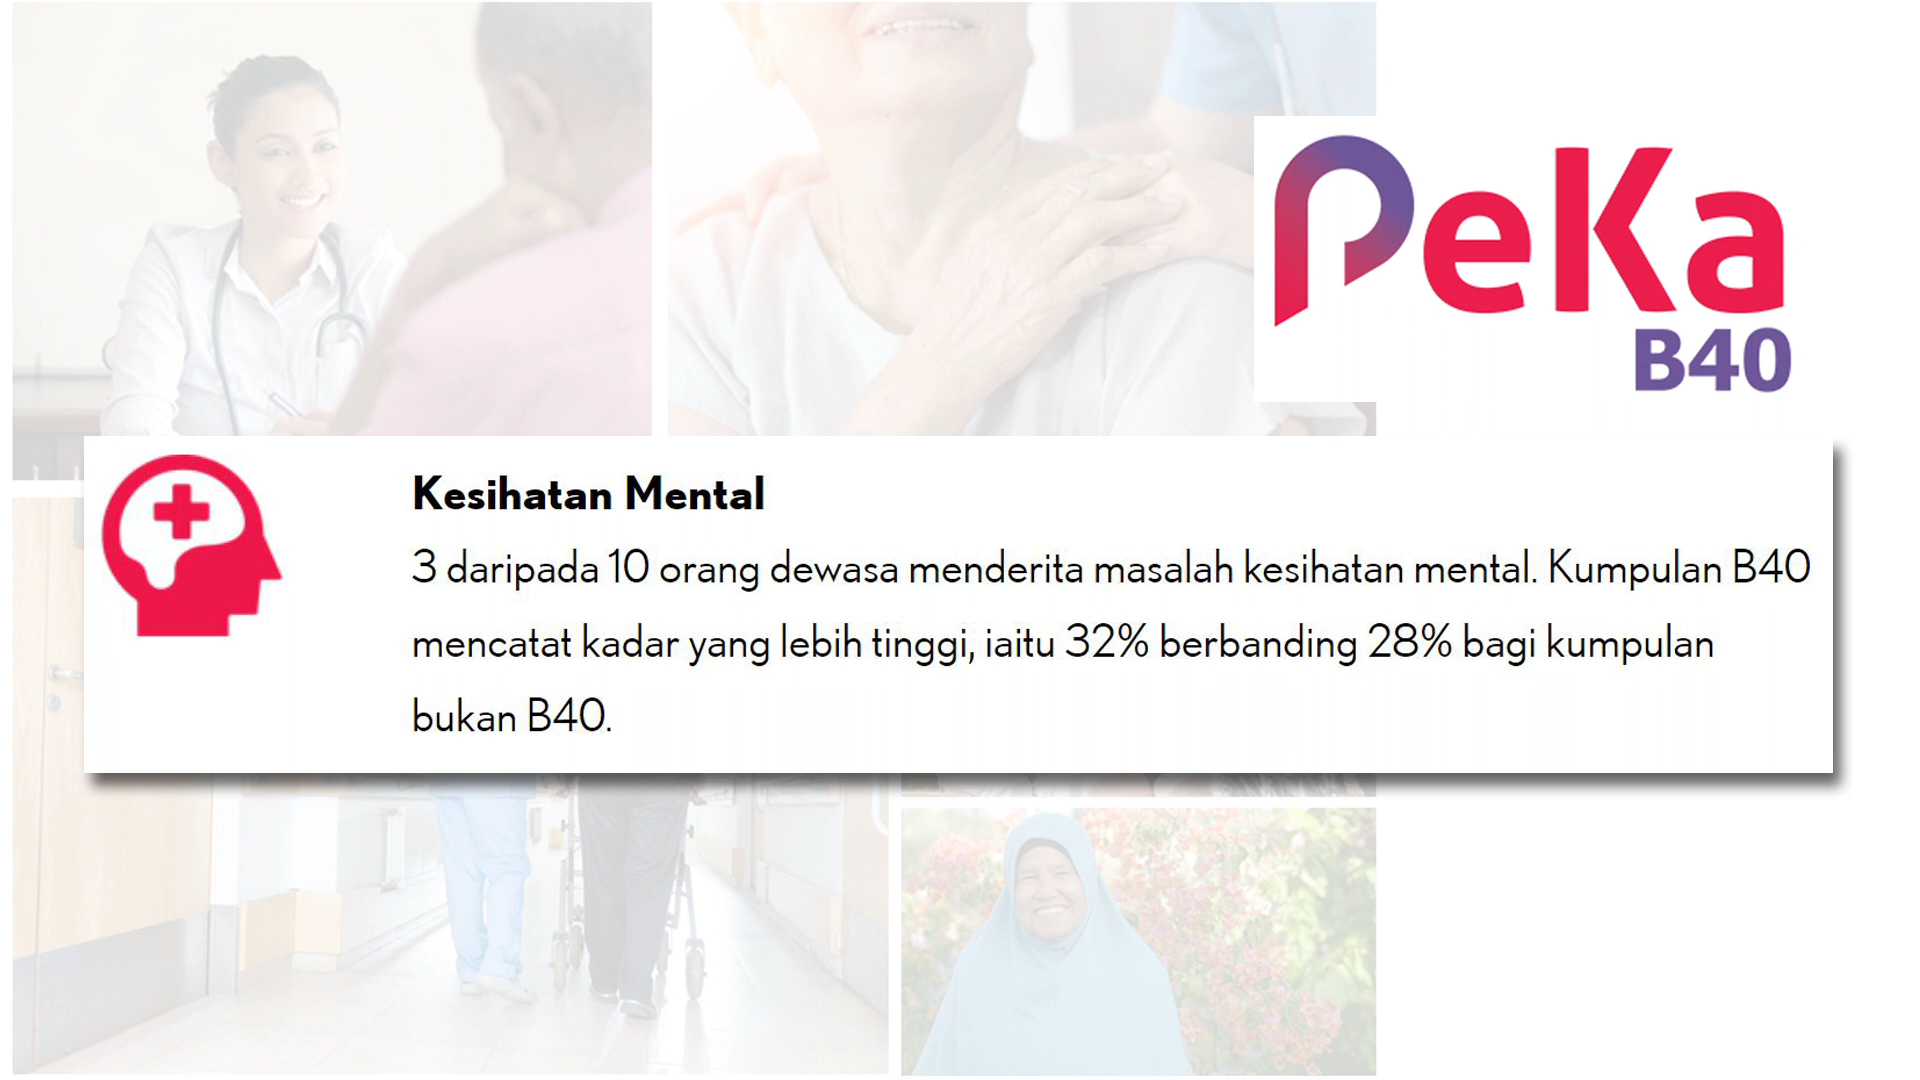 PeKa
B40
Kesihatan Mental
3 daripada 10 orang dewasa menderita masalah kesihatan mental. Kumpulan B40
mencatat kadar yang lebih tinggi, iaitu 32% berbanding 28% bagi kumpulan
bukan B40.